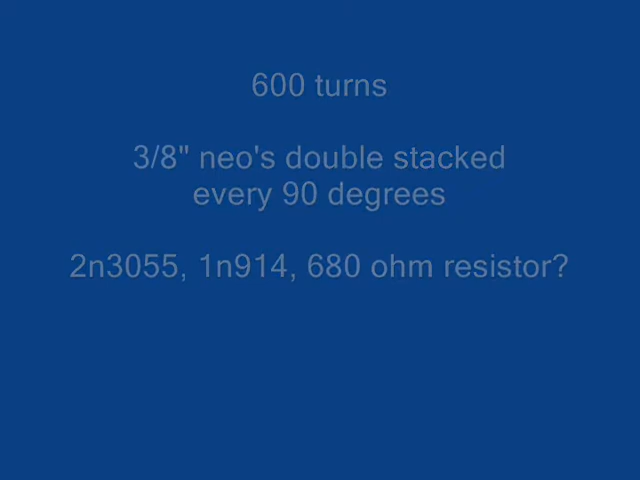 600 turns
3/8" neo's double stacked
every 90 degrees
2n3055, 1n914, 680 ohm resistor?